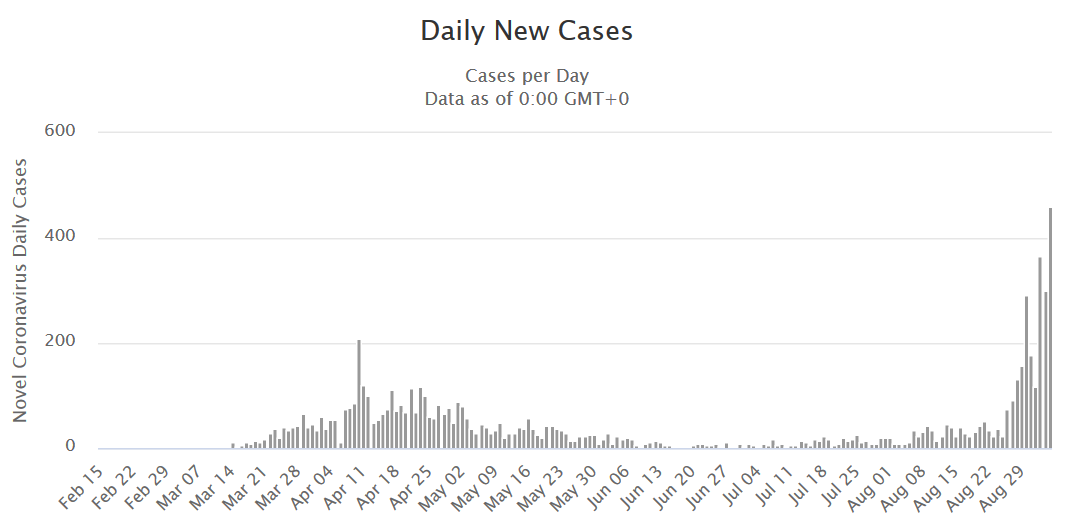 Daily New Cases
Cases per Day
Data as of 0:00 GMT+0
Novel Coronavirus Daily Cases
600
400
200
0
Feb 15
Feb 22
Feb 29
Mar 07
Mar 14
Mar 21
Mar 28
Apr 04
Apr 11
Apr 18
Apr 25
May 02
May 09
May 16
May 23
May 30
Jun 06
Jun 13
Jun 20
Jun 27
Jul 04
Jul 11
Jul 18
Jul 25
Aug 01
Aug 08
Aug 15
Aug 22
Aug 29